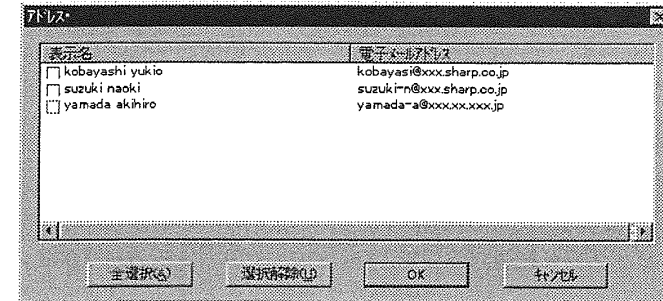 アドレス
表示名 電子メールアドレス
kobayashi yukio kobayasi@xxx.sharp.co.jp
suzuki naoki suzuki-n@xxx.sharp.co.jp
yamada akihiro yamada-a@xxx.xx.xxx.jp
全選択(A) 選択解除(U) OK キャンセル